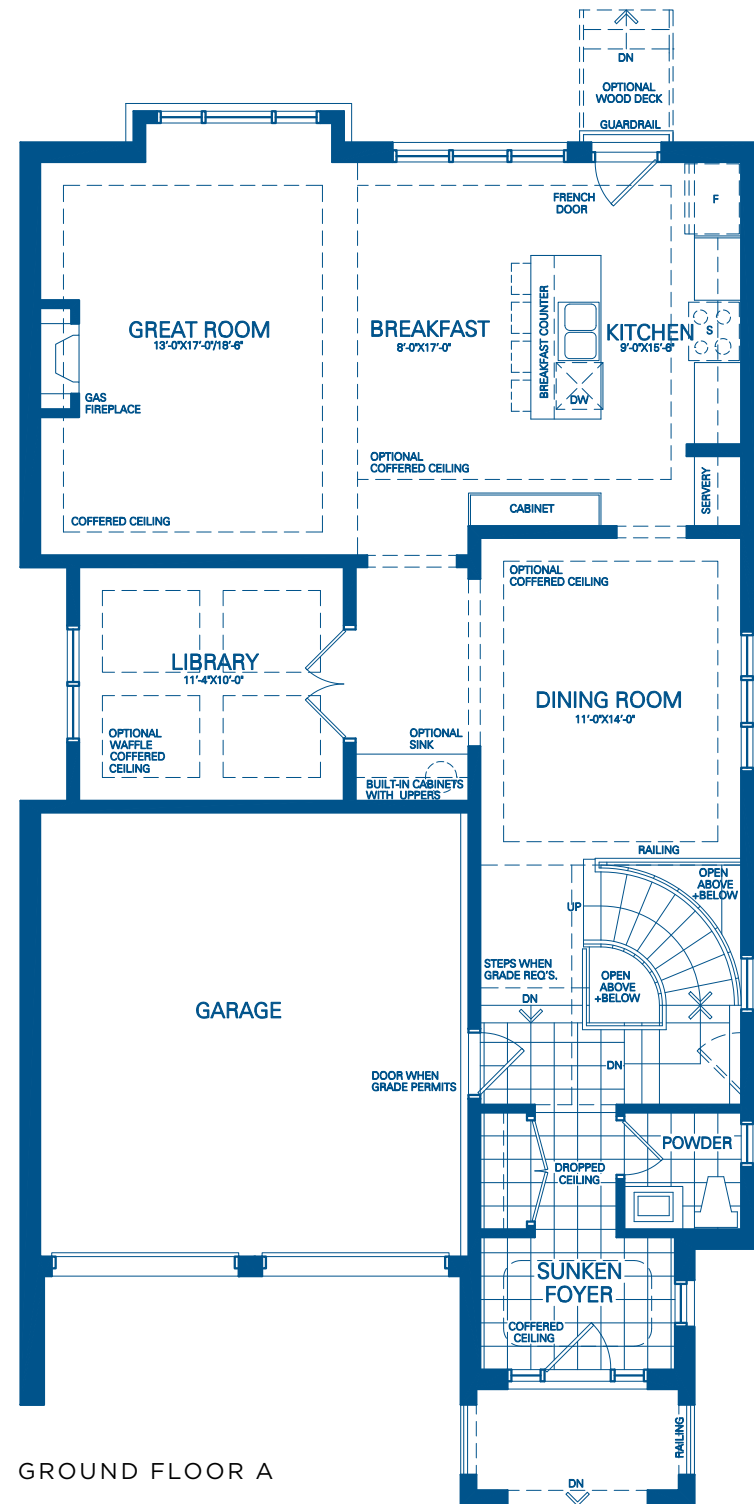 DN
OPTIONAL
WOOD DECK
GUARDRAIL
FRENCH
DOOR
F
GREAT ROOM
13'-0"X17'-0"/18'-6"
BREAKFAST
8'-0"X17'-0"
BREAKFAST COUNTER
KITCHEN
9'-0"X15'-6"
S
DW
GAS
FIREPLACE
OPTIONAL
COFFERED CEILING
COFFERED CEILING
CABINET
SERVERY
OPTIONAL
COFFERED CEILING
LIBRARY
11'-4"X10'-0"
DINING ROOM
11'-0"X14'-0"
OPTIONAL
WAFFLE
COFFERED
CEILING
OPTIONAL
SINK
BUILT-IN CABINETS
WITH UPPERS
RAILING
OPEN
ABOVE
+BELOW
UP
STEPS WHEN
GRADE REQ'S.
OPEN
ABOVE
+BELOW
DN
GARAGE
DOOR WHEN
GRADE PERMITS
DN
POWDER
DROPPED
CEILING
SUNKEN
FOYER
COFFERED
CEILING
RAILING
DN
GROUND FLOOR A